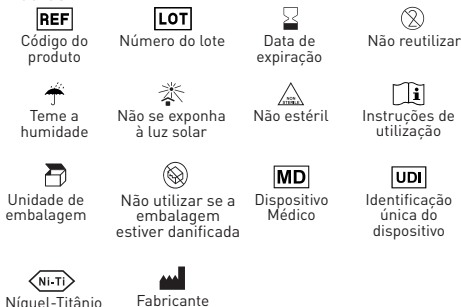 REF LOT
Código do Número do lote Data de Não reutilizar
produto expiração
NON STERILE
Teme a Não se exponha Não estéril Instruções de
humidade à luz solar utilização
MD UDI
Unidade de Não utilizar se a Dispositivo Identificação
embalagem embalagem Médico única do
estiver danificada dispositivo
Ni-Ti
Níquel-Titânio Fabricante